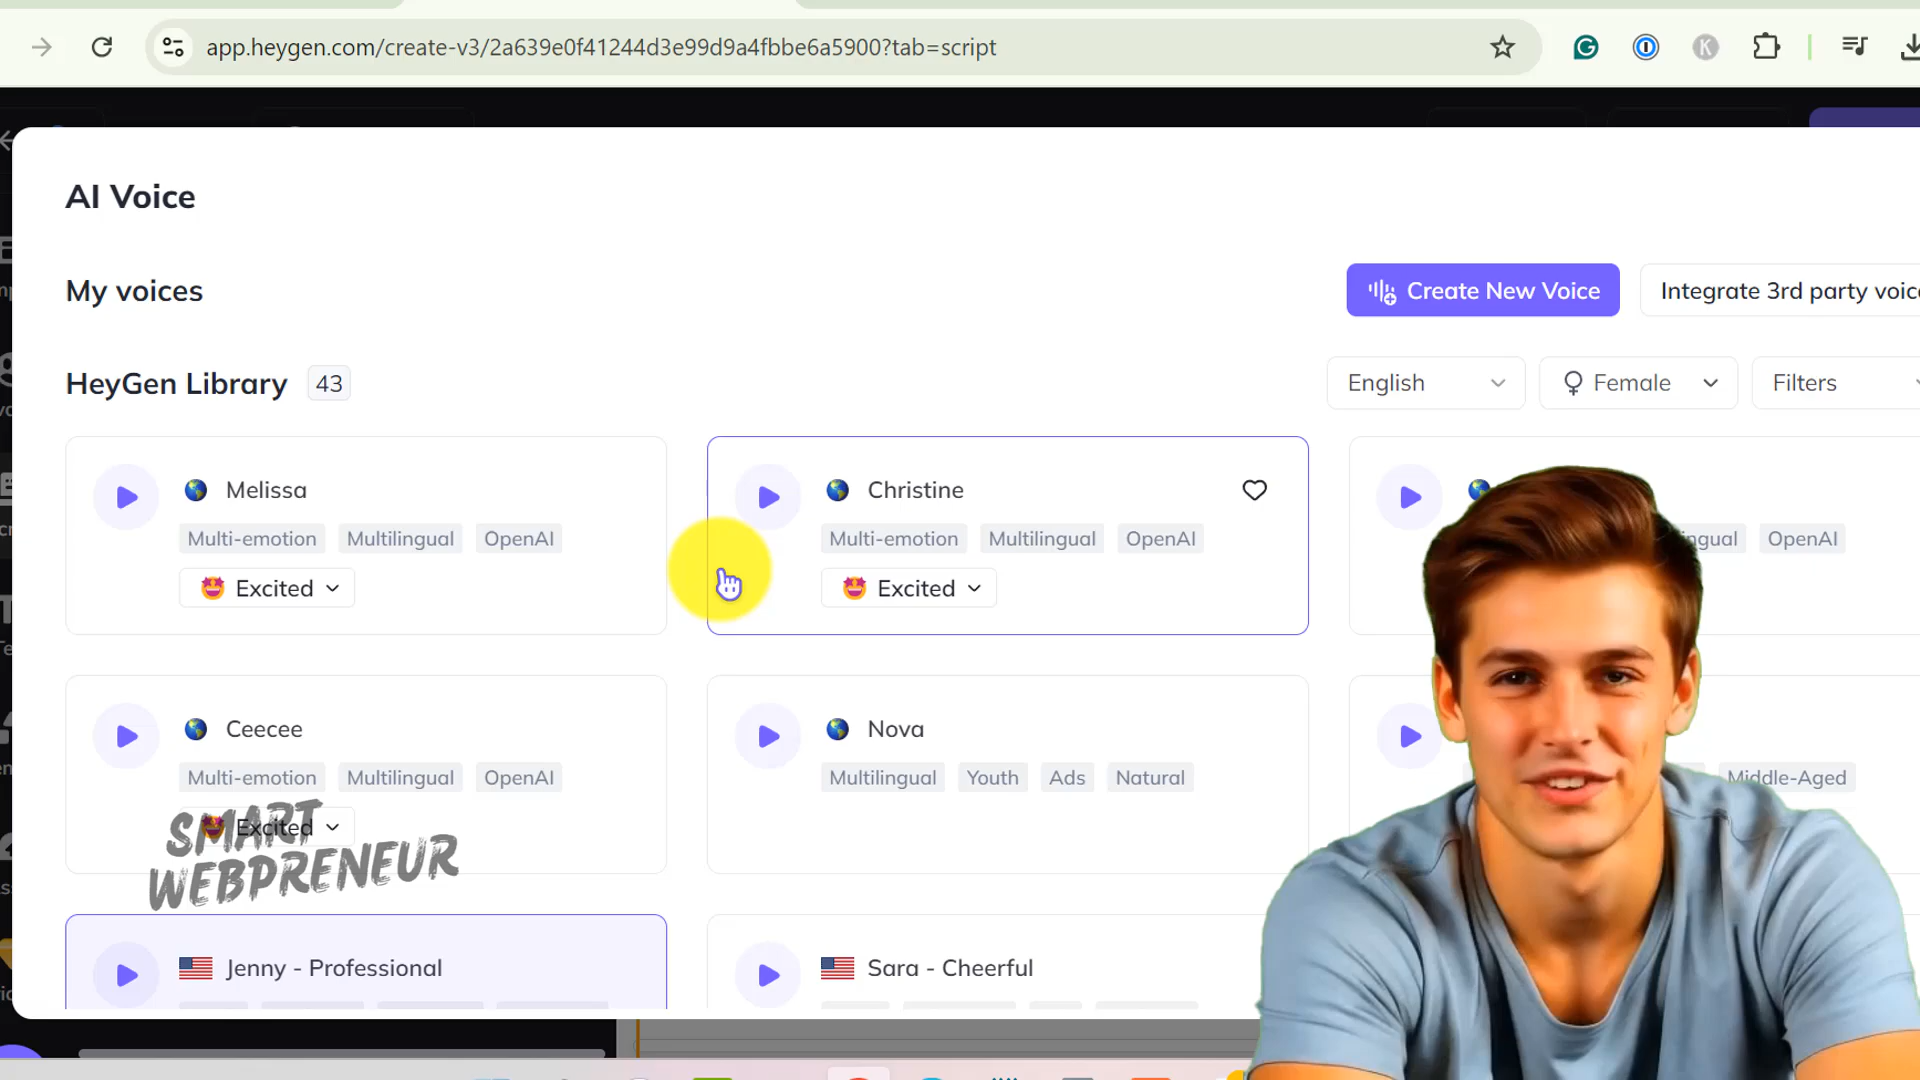 app.heygen.com/create-v3/2a639e0f41244d3e99d9a4fbbe6a5900?tab=script
K
AI Voice
My voices
Create New Voice
Integrate 3rd party
HeyGen Library 43
English
Female
Filters
Melissa
Multi-emotion Multilingual OpenAI
Excited
Christine
Multi-emotion Multilingual OpenAI
Excited
OpenAI
Ceecee
Multi-emotion Multilingual OpenAI
Excited
Nova
Multilingual Youth Ads Natural
Middle-Aged
SMART
WEBPRENEUR
Jenny - Professional
Sara - Cheerful